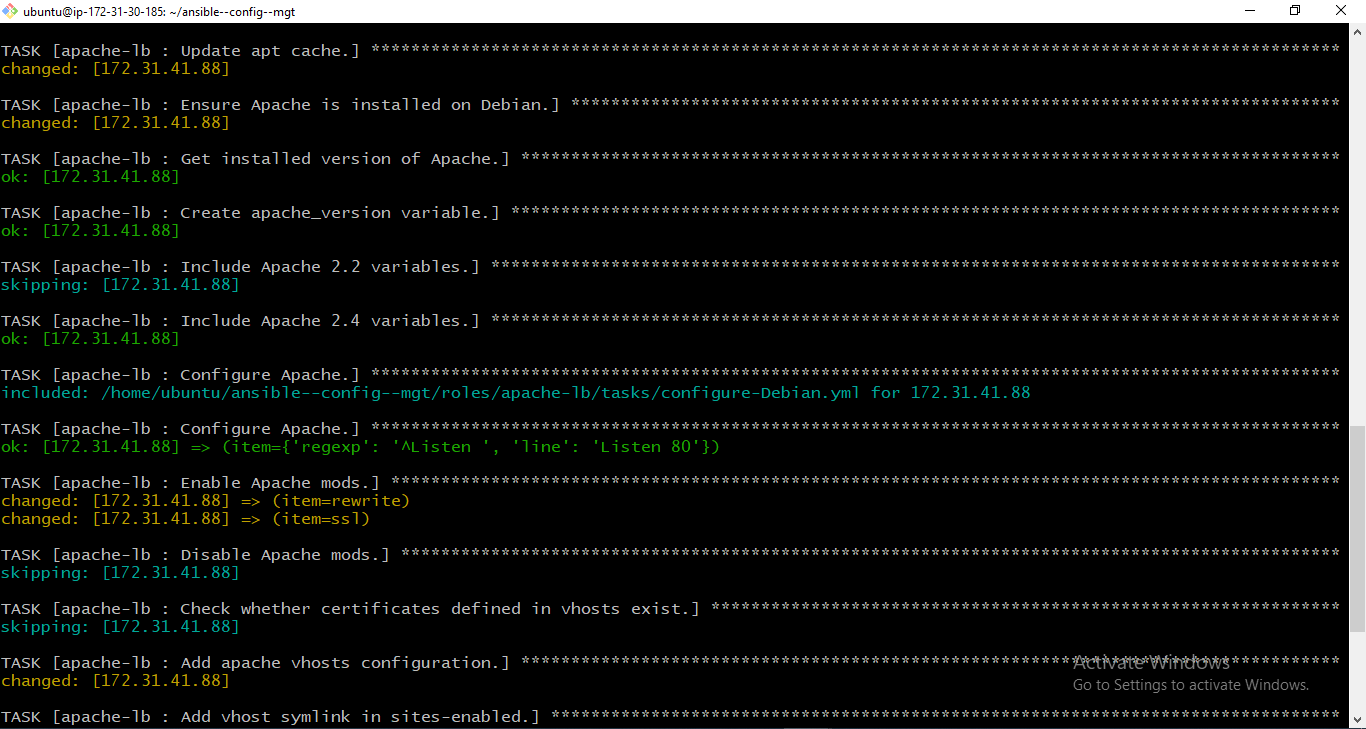 ubuntu@ip-172-31-30-185: ~/ansible--config--mgt
TASK [apache-lb : Update apt cache.] *************************************************************************************************
changed: [172.31.41.88]
TASK [apache-lb : Ensure Apache is installed on Debian.] *****************************************************************************
changed: [172.31.41.88]
TASK [apache-lb : Get installed version of Apache.] **********************************************************************************
ok: [172.31.41.88]
TASK [apache-lb : Create apache_version variable.] ***********************************************************************************
ok: [172.31.41.88]
TASK [apache-lb : Include Apache 2.2 variables.] *************************************************************************************
skipping: [172.31.41.88]
TASK [apache-lb : Include Apache 2.4 variables.] *************************************************************************************
ok: [172.31.41.88]
TASK [apache-lb : Configure Apache.] *************************************************************************************************
included: /home/ubuntu/ansible--config--mgt/roles/apache-lb/tasks/configure-Debian.yml for 172.31.41.88
TASK [apache-lb : Configure Apache.] *************************************************************************************************
ok: [172.31.41.88] => (item={'regexp': '^Listen ', 'line': 'Listen 80'})
TASK [apache-lb : Enable Apache mods.] ***********************************************************************************************
changed: [172.31.41.88] => (item=rewrite)
changed: [172.31.41.88] => (item=ssl)
TASK [apache-lb : Disable Apache mods.] **********************************************************************************************
skipping: [172.31.41.88]
TASK [apache-lb : Check whether certificates defined in vhosts exist.] ***************************************************************
skipping: [172.31.41.88]
TASK [apache-lb : Add apache vhosts configuration.] **********************************************************************************
changed: [172.31.41.88]
Activate Windows
Go to Settings to activate Windows.
TASK [apache-lb : Add vhost symlink in sites-enabled.] *******************************************************************************